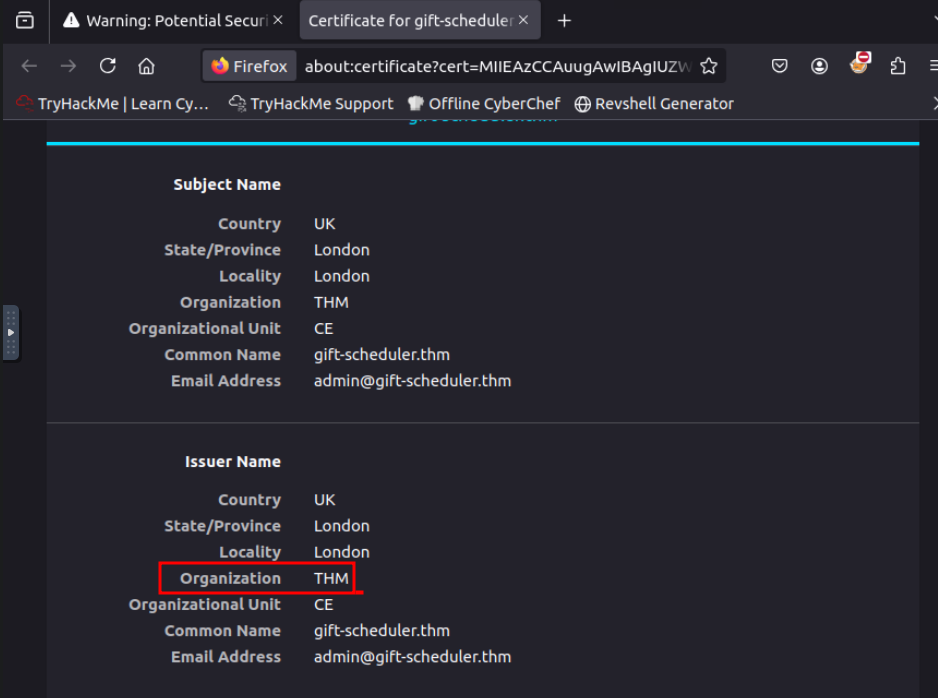 Warning: Potential Securi
Certificate for gift-scheduler
Firefox about:certificate?cert=MIIEAzCCAuugAwIBAgIUZW
TryHackMe | Learn Cy... TryHackMe Support Offline CyberChef Revshell Generator
Subject Name
Country UK
State/Province London
Locality London
Organization THM
Organizational Unit CE
Common Name gift-scheduler.thm
Email Address admin@gift-scheduler.thm
Issuer Name
Country UK
State/Province London
Locality London
Organization THM
Organizational Unit CE
Common Name gift-scheduler.thm
Email Address admin@gift-scheduler.thm